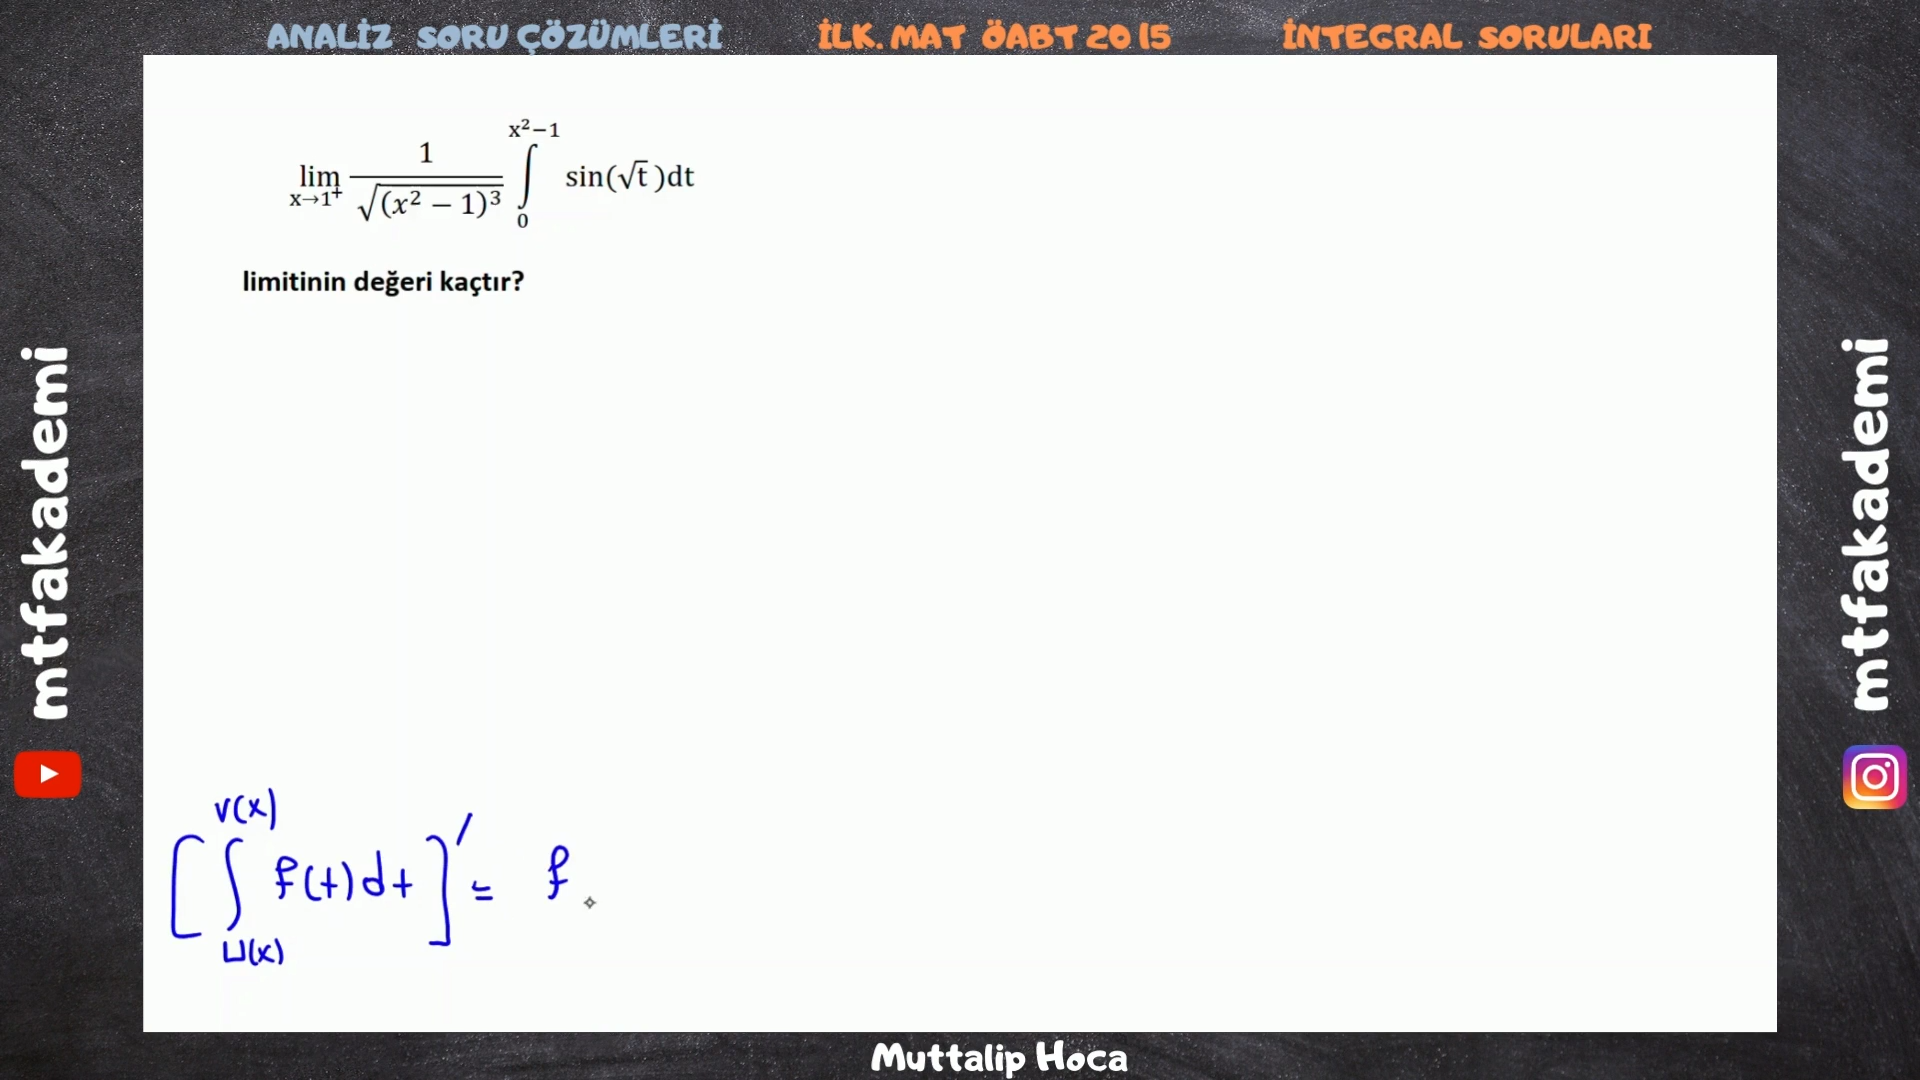 ANALİZ SORU ÇÖZÜMLERİ İLK. MAT ÖABT 2015 İNTEGRAL SORULARI
lim x→1⁺ 1/√((x² − 1)³) ∫₀^(x²−1) sin(√t)dt
limitinin değeri kaçtır?
mtfakademi
mtfakademi
[∫_{u(x)}^{v(x)} f(t)dt]′ = f
Muttalip Hoca